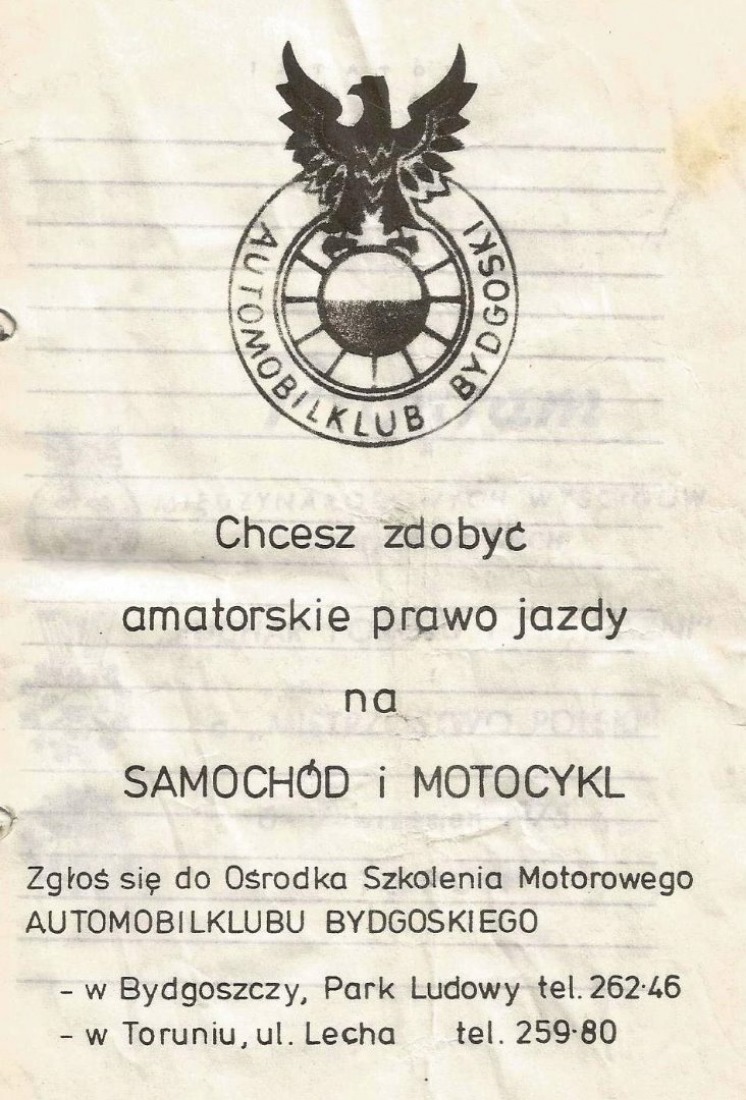 AUTOMOBILKLUB BYDGOSKI
Chcesz zdobyć
amatorskie prawo jazdy
na
SAMOCHÓD i MOTOCYKL
Zgłoś się do Ośrodka Szkolenia Motorowego
AUTOMOBILKLUBU BYDGOSKIEGO
- w Bydgoszczy, Park Ludowy tel. 262-46
- w Toruniu, ul. Lecha tel. 259-80